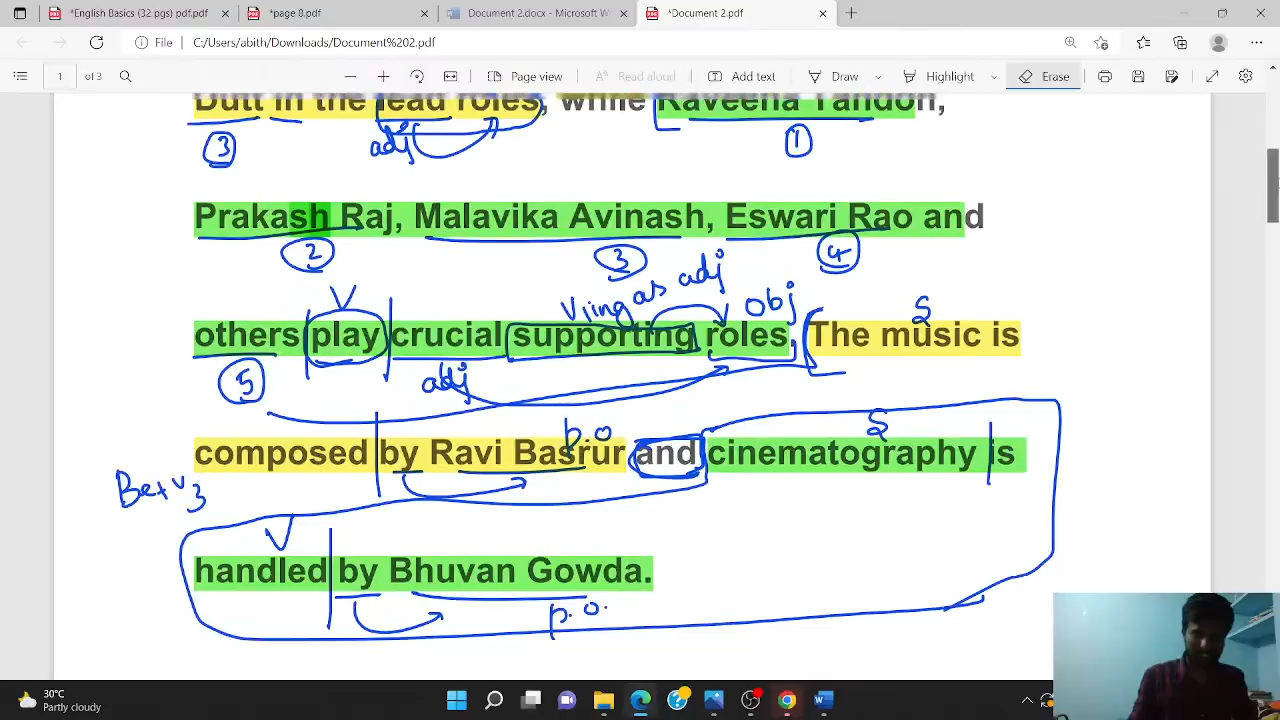 *English Basics (32 pgs) pdf.pdf
*page 8.pdf
Document 2.docx - Microsoft W
*Document 2.pdf
File
C:/Users/abith/Downloads/Document%202.pdf
1 of 3
Page view
Read aloud
Add text
Draw
Highlight
Erase
Dutt in the lead roles, while Raveena Tandon,
3 adj 1
Prakash Raj, Malavika Avinash, Eswari Rao and
2 3 4
V Ving as adj obj S
others play crucial supporting roles. The music is
5 adj
p.o S
composed by Ravi Basrur and cinematography is
Be+V3
V
handled by Bhuvan Gowda.
p.o.
30°C
Partly cloudy